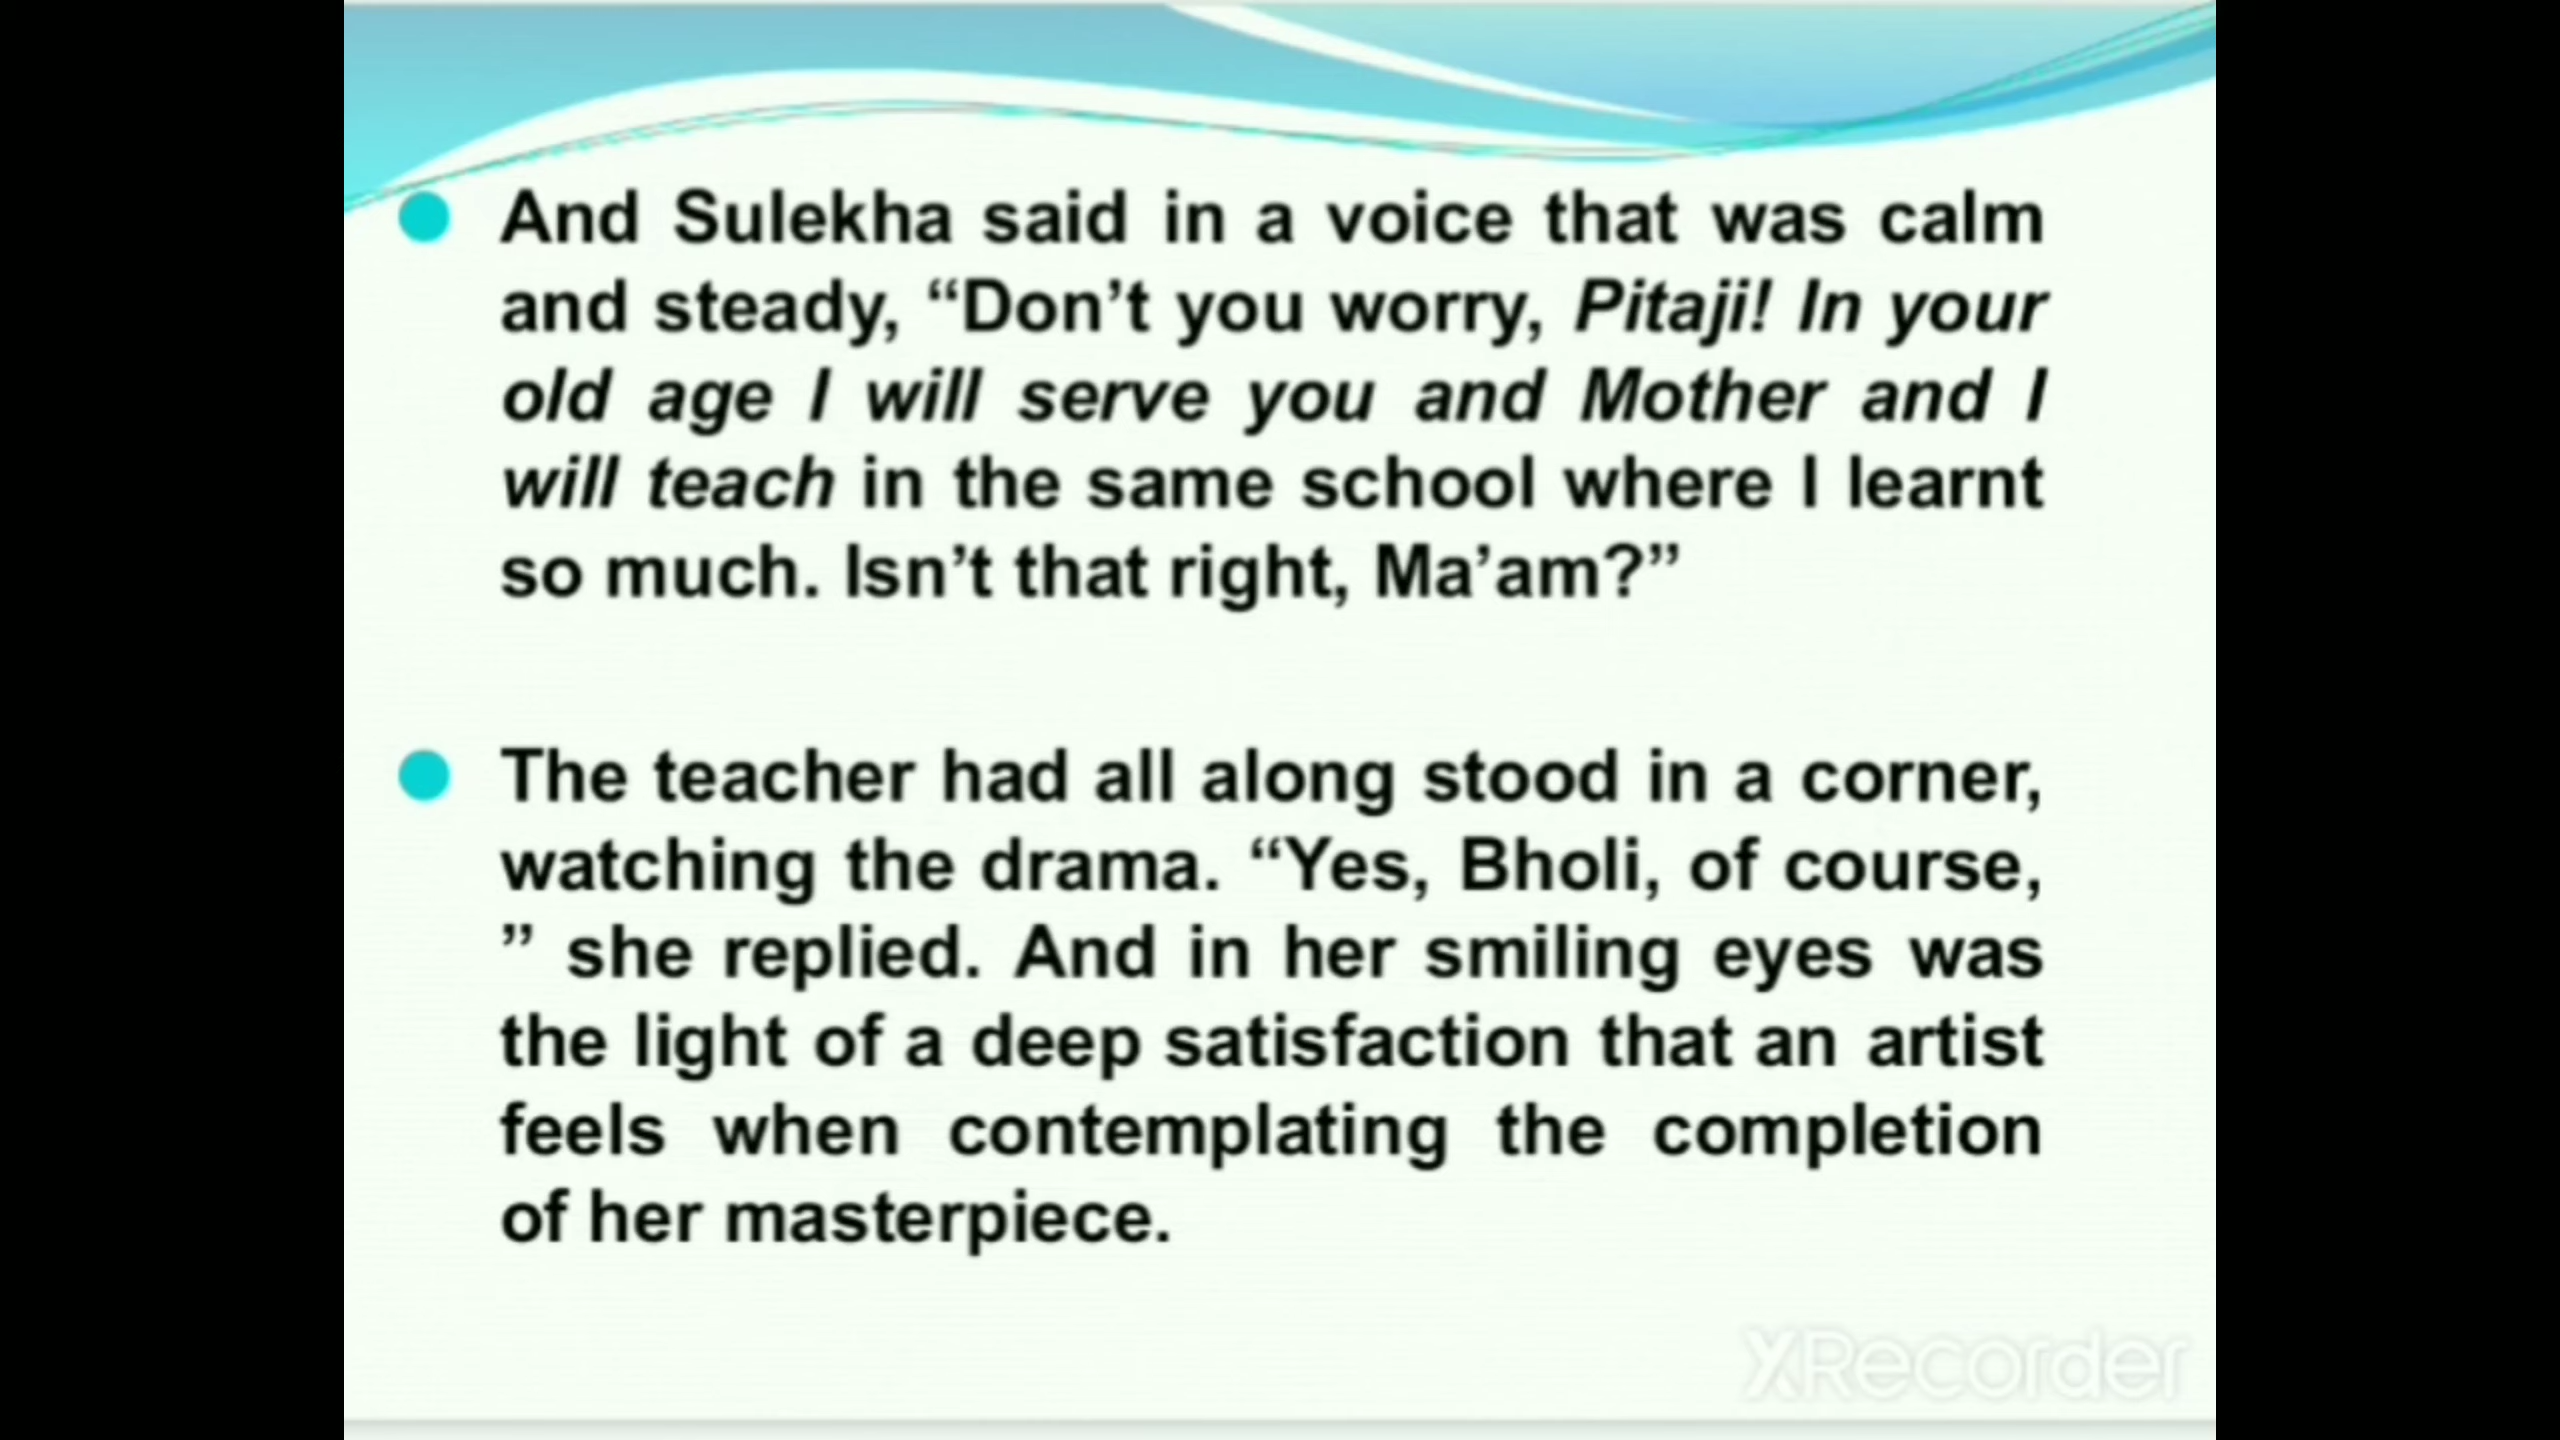 And Sulekha said in a voice that was calm
and steady, “Don’t you worry, Pitaji! In your
old age I will serve you and Mother and I
will teach in the same school where I learnt
so much. Isn’t that right, Ma’am?”
The teacher had all along stood in a corner,
watching the drama. “Yes, Bholi, of course,
” she replied. And in her smiling eyes was
the light of a deep satisfaction that an artist
feels when contemplating the completion
of her masterpiece.
XRecorder